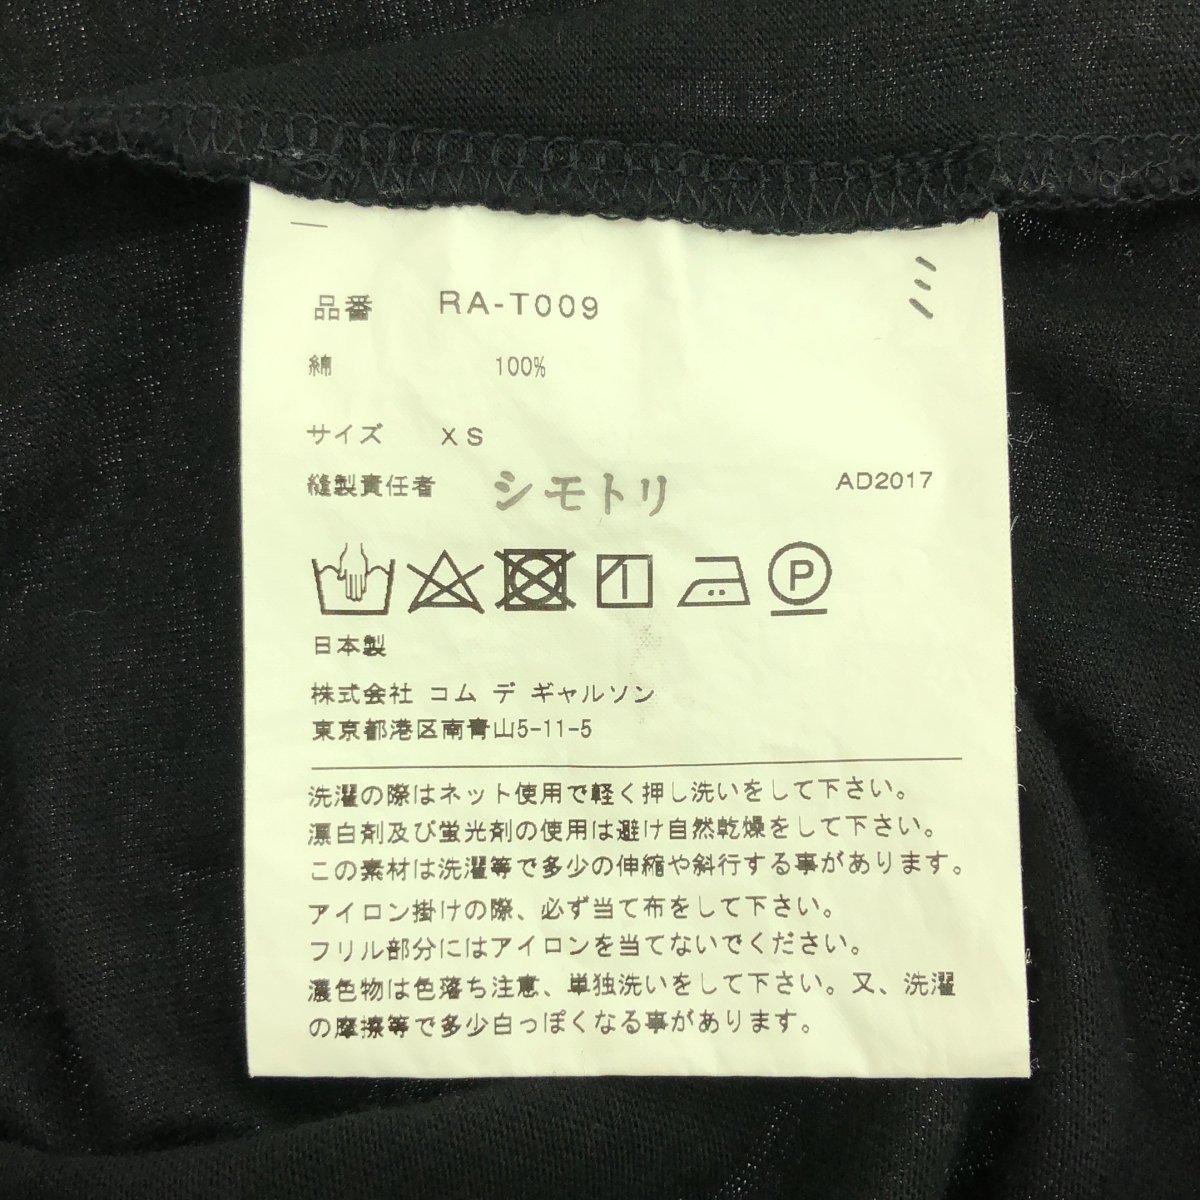 品番 RA-T009
綿 100%
サイズ XS
縫製責任者 シモトリ AD2017
P
日本製
株式会社 コム デ ギャルソン
東京都港区南青山5-11-5
洗濯の際はネット使用で軽く押し洗いをして下さい。
漂白剤及び蛍光剤の使用は避け自然乾燥をして下さい。
この素材は洗濯等で多少の伸縮や斜行する事があります。
アイロン掛けの際、必ず当て布をして下さい。
フリル部分にはアイロンを当てないでください。
濃色物は色落ち注意、単独洗いをして下さい。又、洗濯
の摩擦等で多少白っぽくなる事があります。